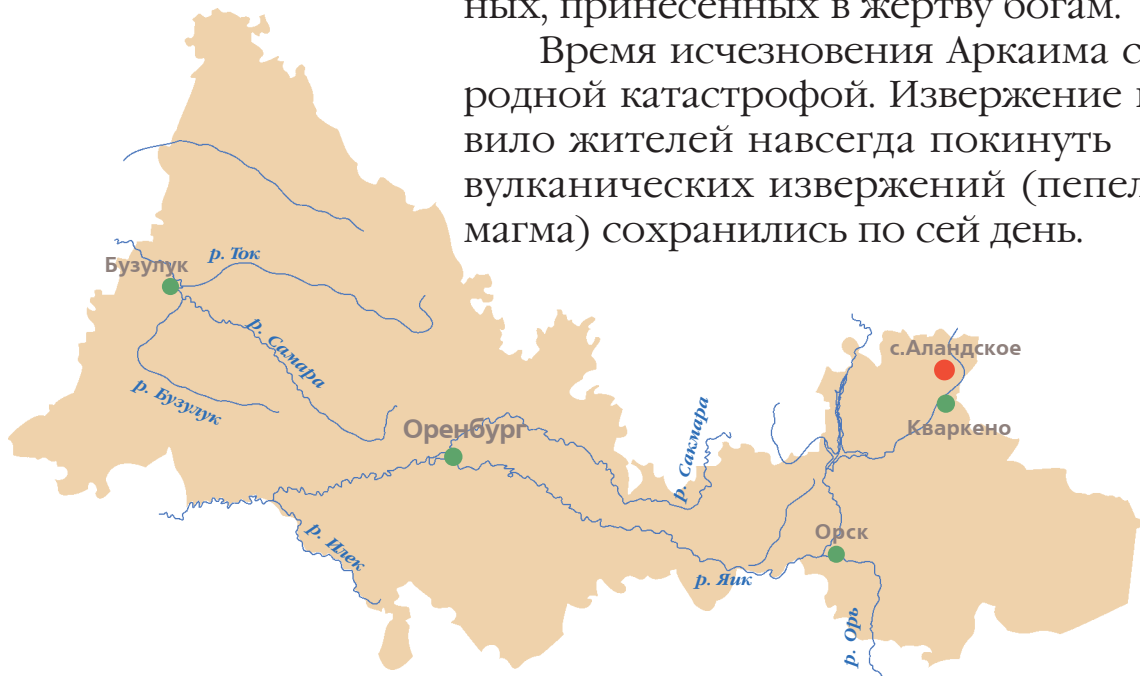 ных, принесенных в жертву богам.
Время исчезновения Аркаима с
родной катастрофой. Извержение
вило жителей навсегда покинуть
вулканических извержений (пепел
магма) сохранились по сей день.
Бузулук
р. Ток
р. Самара
р. Бузулук
Оренбург
р. Сакмара
с.Аландское
Кваркено
р. Илек
Орск
р. Яик
р. Орь